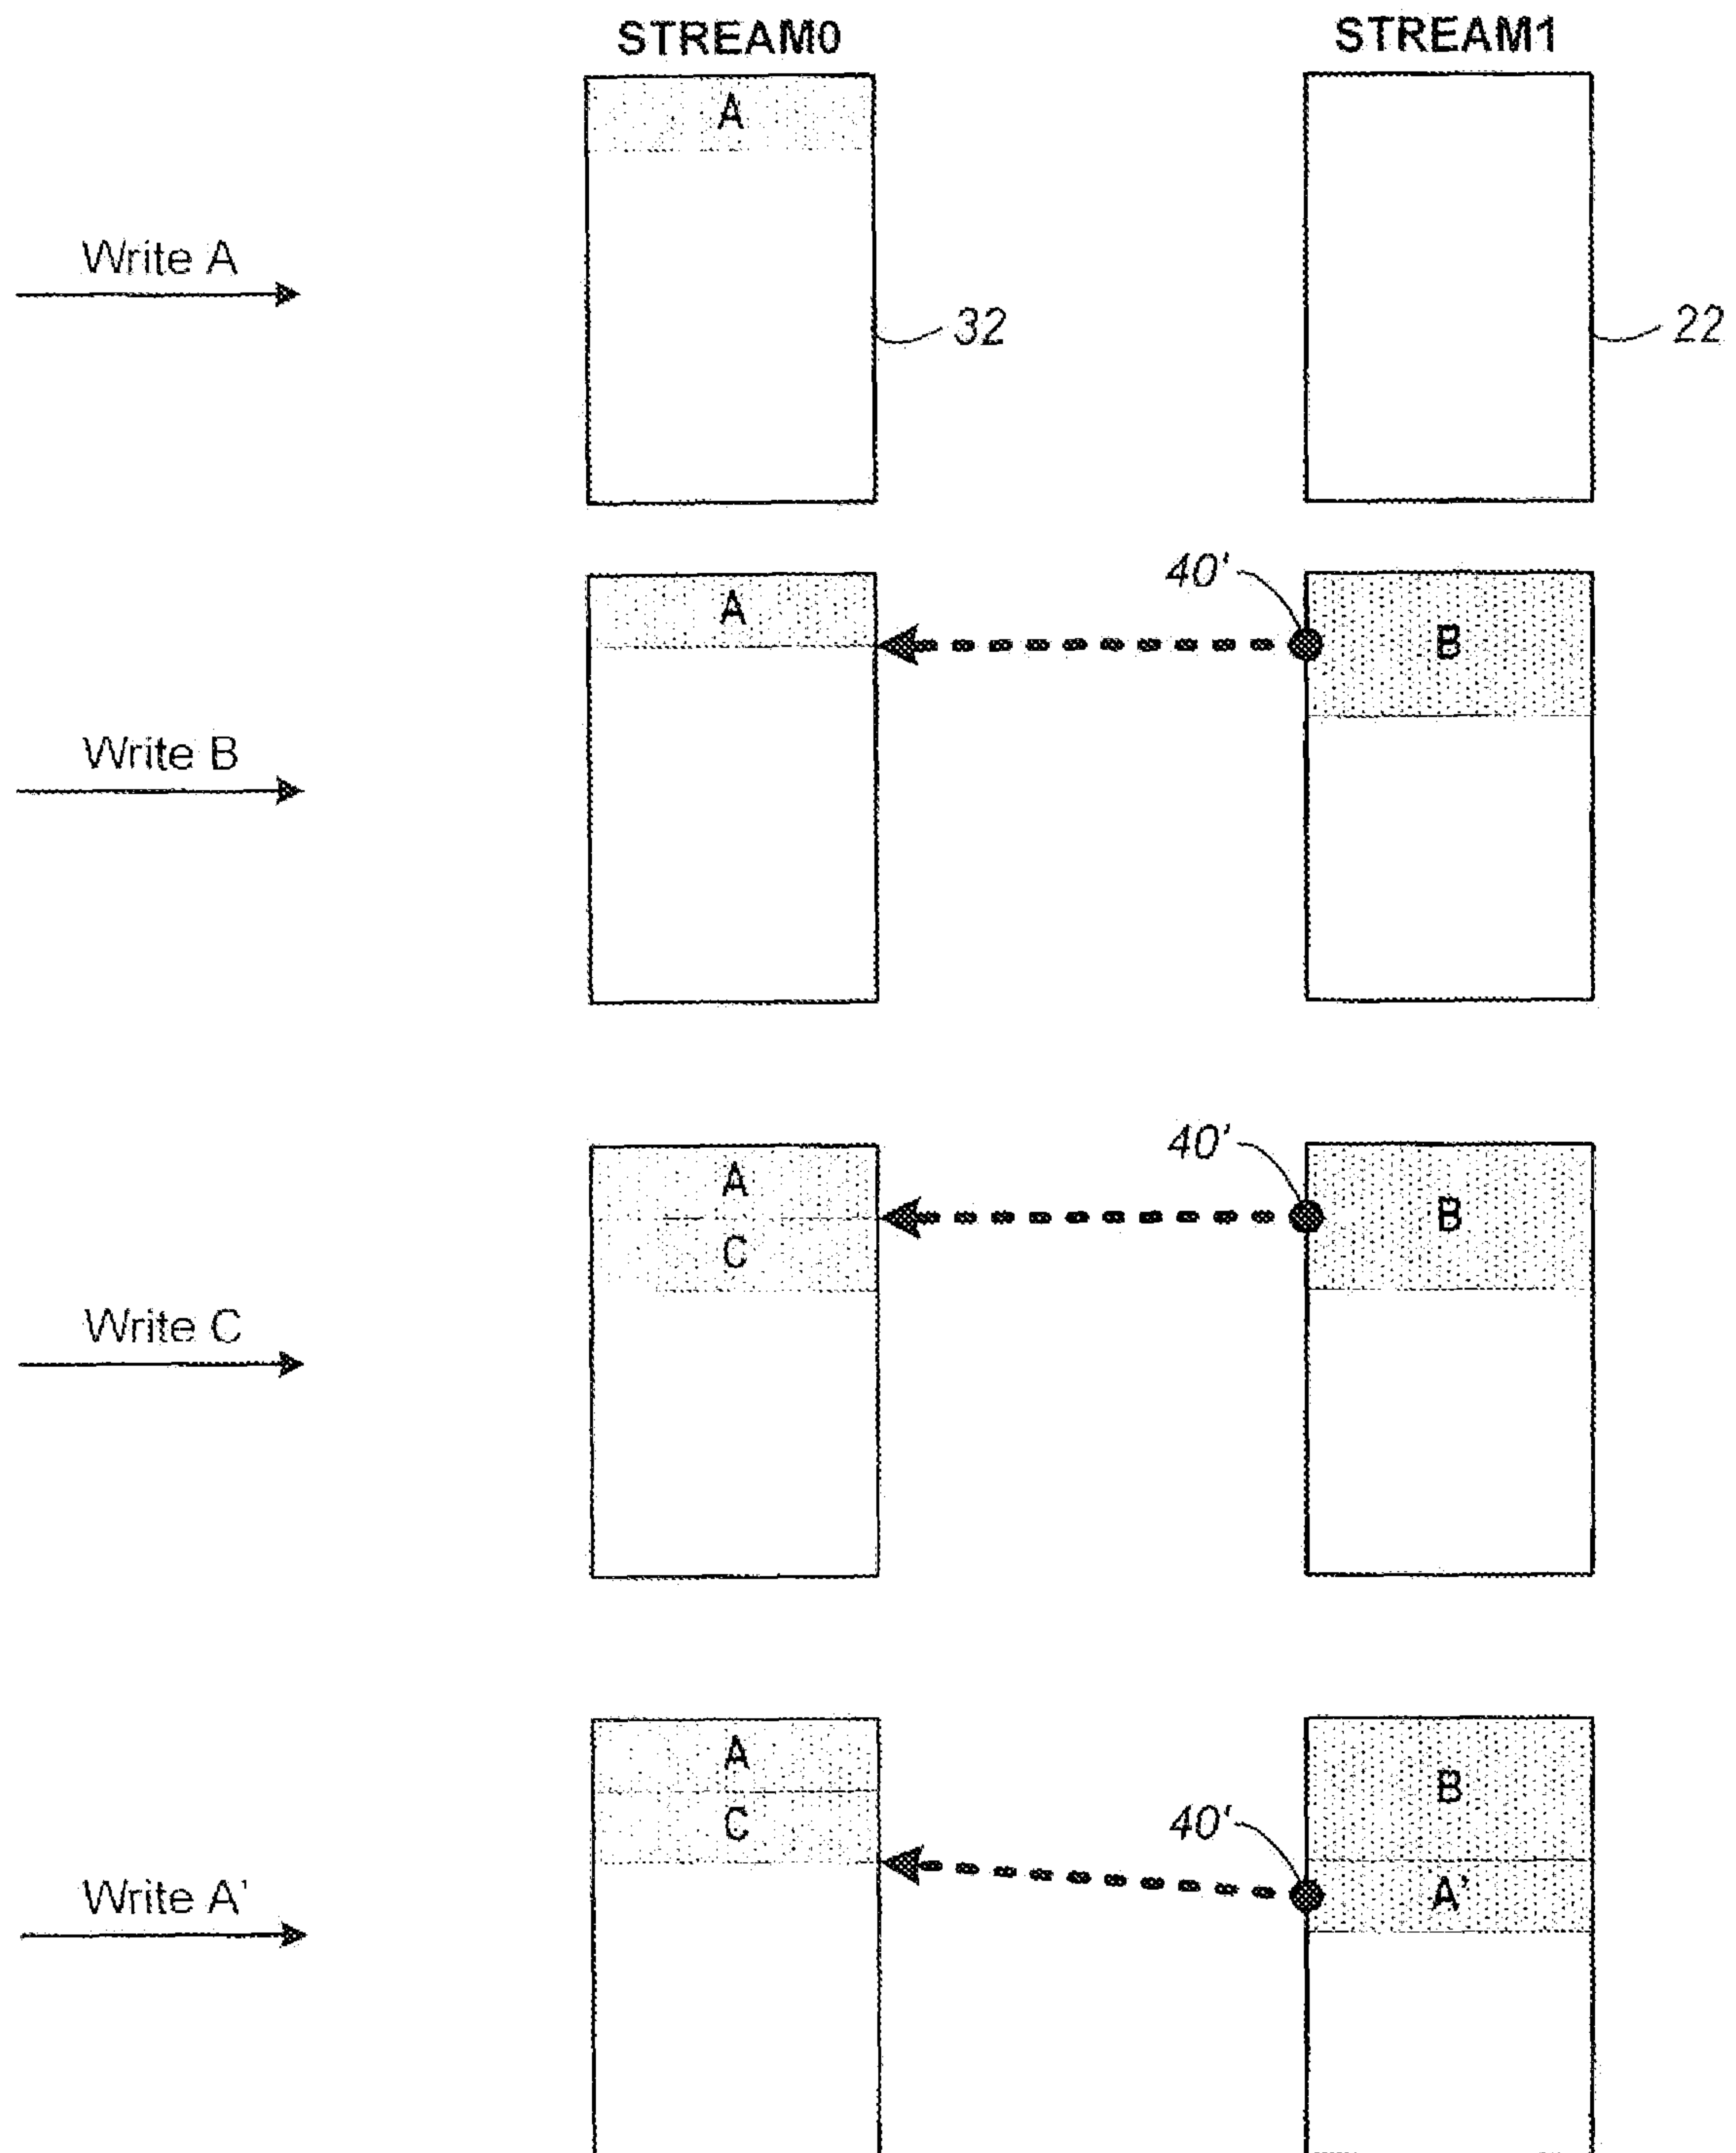 STREAM0 STREAM1
A
Write A
32 22
40'
A B
Write B
40'
A B
C
Write C
A
B
C 40'
Write A' A'